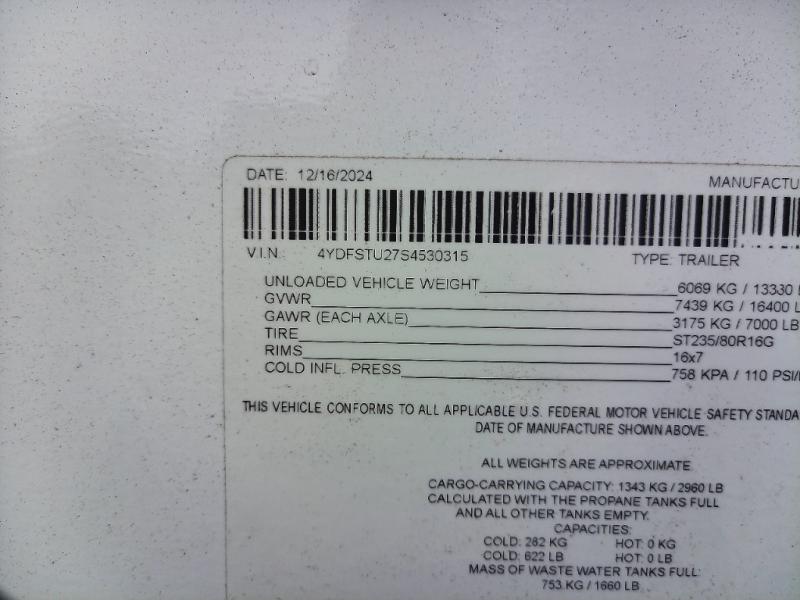 DATE: 12/16/2024
MANUFACTU
V.I.N.: 4YDFSTU27S4530315 TYPE: TRAILER
UNLOADED VEHICLE WEIGHT 6069 KG / 13330 L
GVWR 7439 KG / 16400 L
GAWR (EACH AXLE) 3175 KG / 7000 LB
TIRE ST235/80R16G
RIMS 16x7
COLD INFL. PRESS 758 KPA / 110 PSI/
THIS VEHICLE CONFORMS TO ALL APPLICABLE U.S. FEDERAL MOTOR VEHICLE SAFETY STANDA
DATE OF MANUFACTURE SHOWN ABOVE.
ALL WEIGHTS ARE APPROXIMATE
CARGO-CARRYING CAPACITY: 1343 KG / 2960 LB
CALCULATED WITH THE PROPANE TANKS FULL
AND ALL OTHER TANKS EMPTY.
CAPACITIES:
COLD: 282 KG HOT: 0 KG
COLD: 622 LB HOT: 0 LB
MASS OF WASTE WATER TANKS FULL:
753 KG / 1660 LB